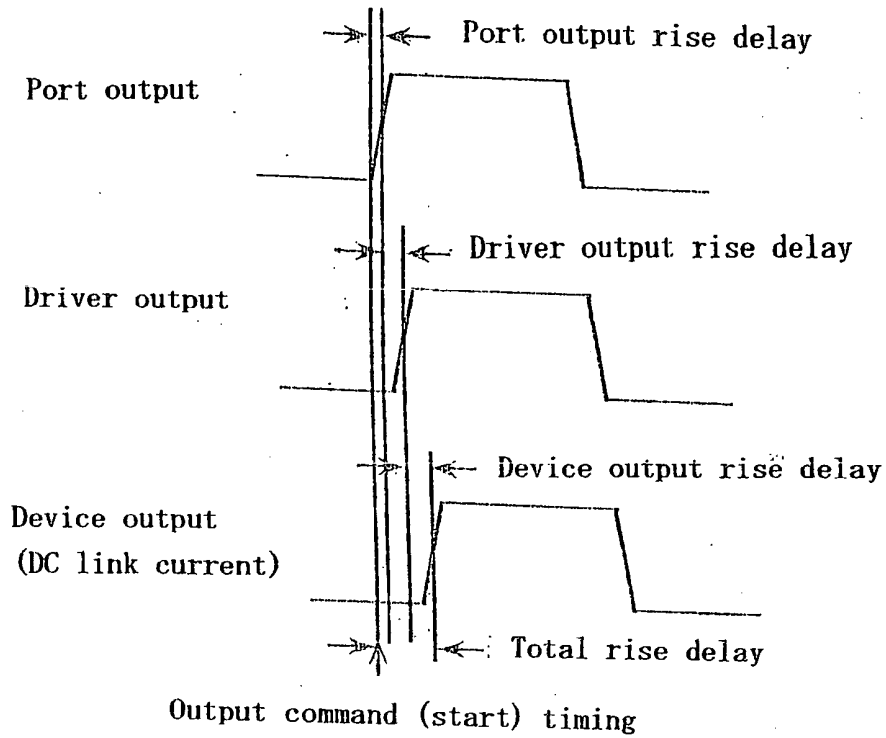 Port output rise delay
Port output
Driver output rise delay
Driver output
Device output rise delay
Device output
(DC link current)
Total rise delay
Output command (start) timing